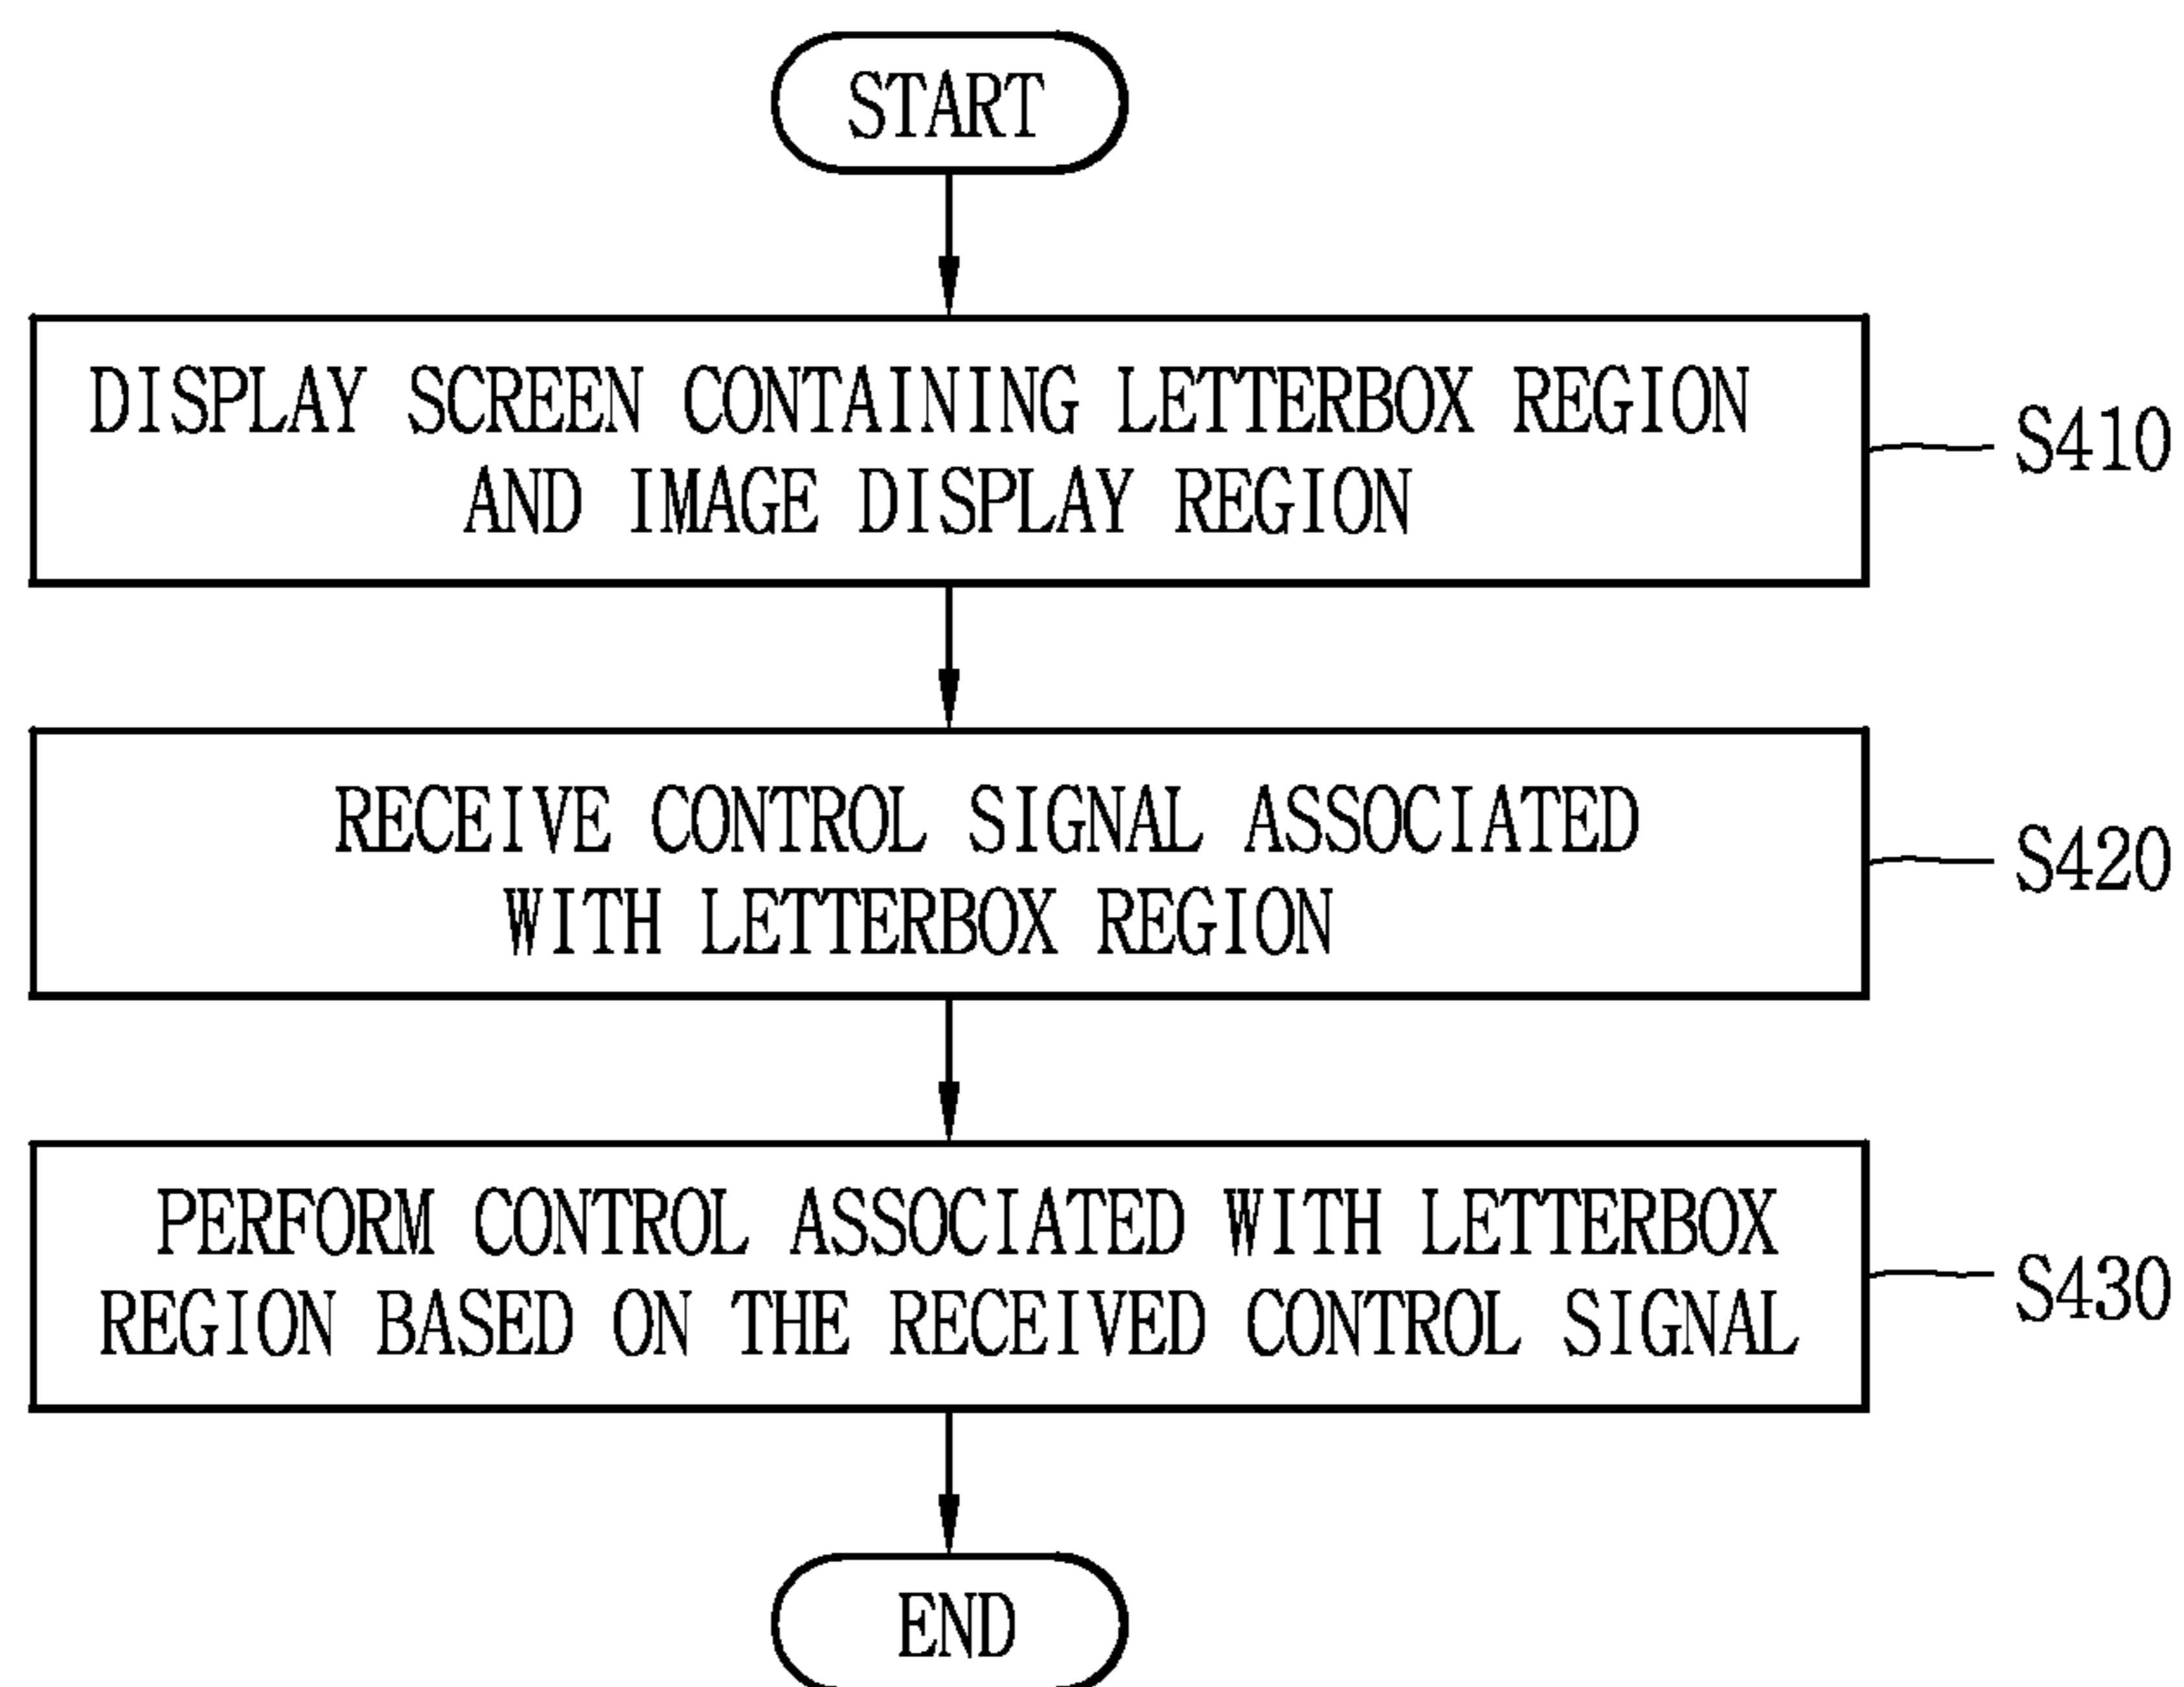 START
DISPLAY SCREEN CONTAINING LETTERBOX REGION
AND IMAGE DISPLAY REGION
S410
RECEIVE CONTROL SIGNAL ASSOCIATED
WITH LETTERBOX REGION
S420
PERFORM CONTROL ASSOCIATED WITH LETTERBOX
REGION BASED ON THE RECEIVED CONTROL SIGNAL
S430
END